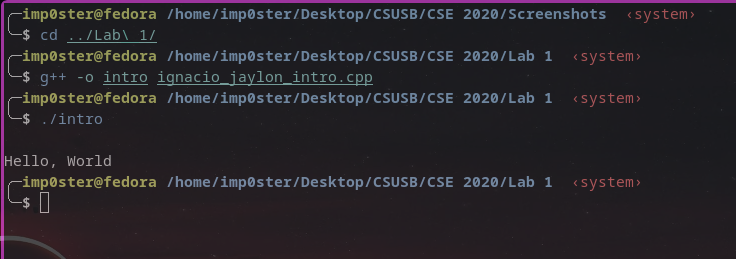 imp0ster@fedora /home/imp0ster/Desktop/CSUSB/CSE 2020/Screenshots ‹system›
$ cd ../Lab\ 1/
imp0ster@fedora /home/imp0ster/Desktop/CSUSB/CSE 2020/Lab 1 ‹system›
$ g++ -o intro ignacio_jaylon_intro.cpp
imp0ster@fedora /home/imp0ster/Desktop/CSUSB/CSE 2020/Lab 1 ‹system›
$ ./intro
Hello, World
imp0ster@fedora /home/imp0ster/Desktop/CSUSB/CSE 2020/Lab 1 ‹system›
$